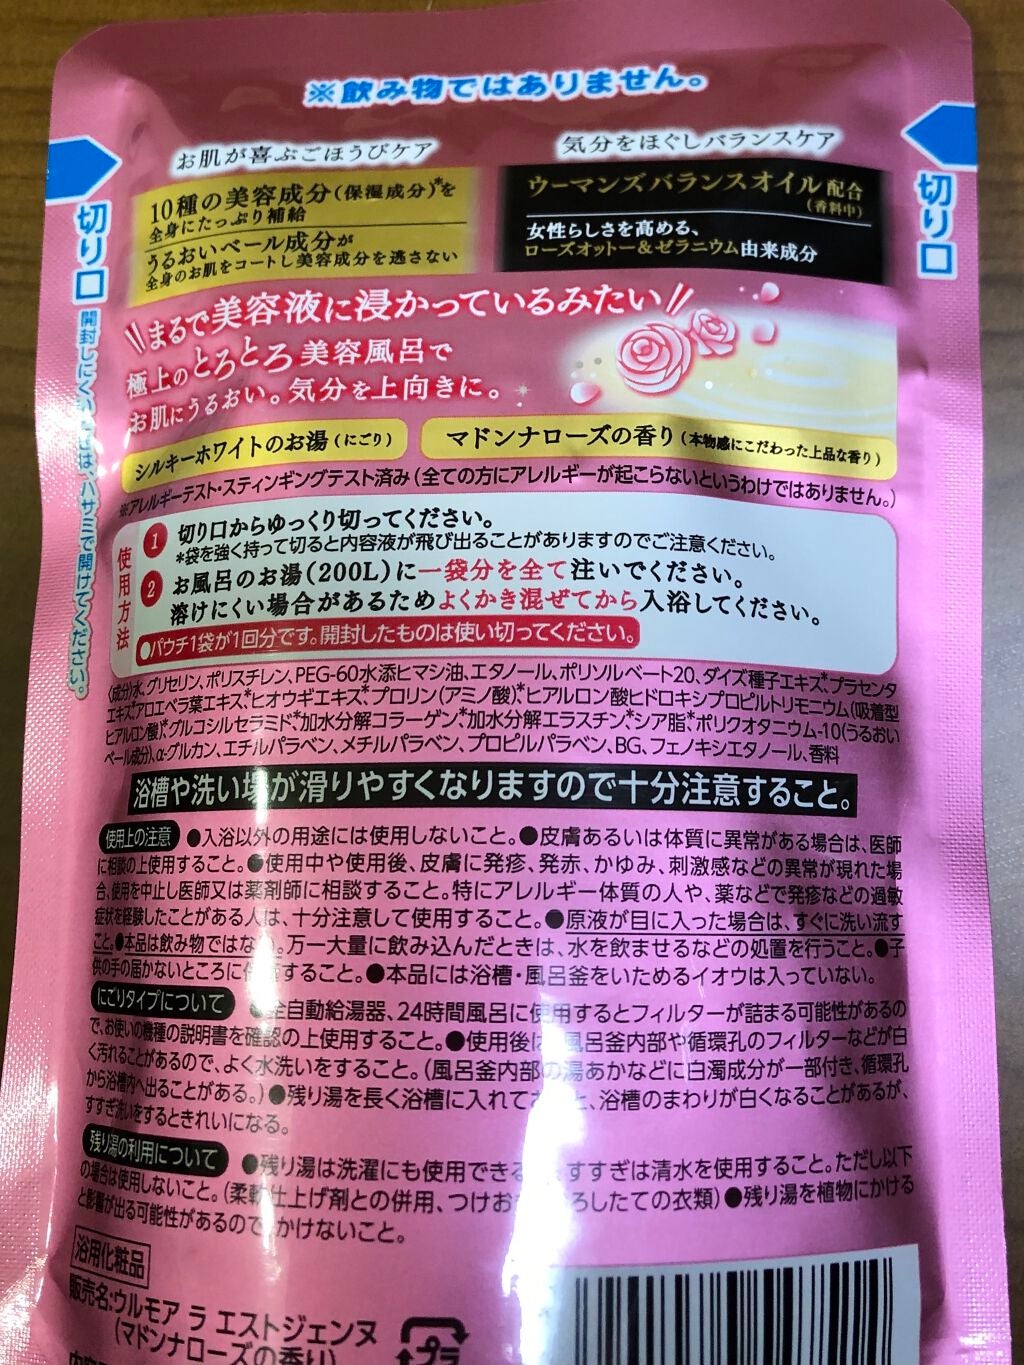 ※飲み物ではありません。
お肌が喜ぶごほうびケア
気分をほぐしバランスケア
10種の美容成分(保湿成分)*を
全身にたっぷり補給
うるおいベール成分が
全身のお肌をコートし美容成分を逃さない
ウーマンズバランスオイル配合
(香料中)
女性らしさを高める、
ローズオットー&ゼラニウム由来成分
切り口
切り口
開封しにくい は、ハサミで開けてください。
まるで美容液に浸かっているみたい
極上のとろとろ美容風呂で
お肌にうるおい。気分を上向きに。
シルキーホワイトのお湯(にごり)
マドンナローズの香り(本物感にこだわった上品な香り)
※アレルギーテスト・スティンギングテスト済み(全ての方にアレルギーが起こらないというわけではありません。)
使用方法
1 切り口からゆっくり切ってください。
*袋を強く持って切ると内容液が飛び出ることがありますのでご注意ください。
2 お風呂のお湯(200L)に一袋分を全て注いでください。
溶けにくい場合があるためよくかき混ぜてから入浴してください。
●パウチ1袋が1回分です。開封したものは使い切ってください。
〈成分〉水、グリセリン、ポリスチレン、PEG-60水添ヒマシ油、エタノール、ポリソルベート20、ダイズ種子エキス*、プラセンタ
エキス*、アロエベラ葉エキス*、ヒオウギエキス*、プロリン(アミノ酸)*、ヒアルロン酸ヒドロキシプロピルトリモニウム(吸着型
ヒアルロン酸)*、グルコシルセラミド*、加水分解コラーゲン*、加水分解エラスチン*、シア脂*、ポリクオタニウム-10(うるおい
ベール成分)、α-グルカン、エチルパラベン、メチルパラベン、プロピルパラベン、BG、フェノキシエタノール、香料
浴槽や洗い場が滑りやすくなりますので十分注意すること。
使用上の注意 ●入浴以外の用途には使用しないこと。●皮膚あるいは体質に異常がある場合は、医師
に相談の上使用すること。●使用中や使用後、皮膚に発疹、発赤、かゆみ、刺激感などの異常が現れた場
合、使用を中止し医師又は薬剤師に相談すること。特にアレルギー体質の人や、薬などで発疹などの過敏
症状を経験したことがある人は、十分注意して使用すること。●原液が目に入った場合は、すぐに洗い流す
こと。●本品は飲み物ではない。万一大量に飲み込んだときは、水を飲ませるなどの処置を行うこと。●子
供の手の届かないところに すること。●本品には浴槽・風呂釜をいためるイオウは入っていない。
にごりタイプについて ●全自動給湯器、24時間風呂に使用するとフィルターが詰まる可能性があるの
で、お使いの機種の説明書を確認の上使用すること。●使用後は 風呂釜内部や循環孔のフィルターなどが白
く汚れることがあるので、よく水洗いをすること。(風呂釜内部の湯あかなどに白濁成分が一部付き、循環孔
から浴槽内へ出ることがある。)●残り湯を長く浴槽に入れて と、浴槽のまわりが白くなることがあるが、
すすぎ洗いをするときれいになる。
残り湯の利用について ●残り湯は洗濯にも使用できる すすぎは清水を使用すること。ただし以下
の場合は使用しないこと。(柔軟仕上げ剤との併用、つけお ろしたての衣類)●残り湯を植物にかける
と影響が出る可能性があるので、かけないこと。
浴用化粧品
販売名:ウルモア ラ エストジェンヌ
(マドンナローズの香り)
プラ